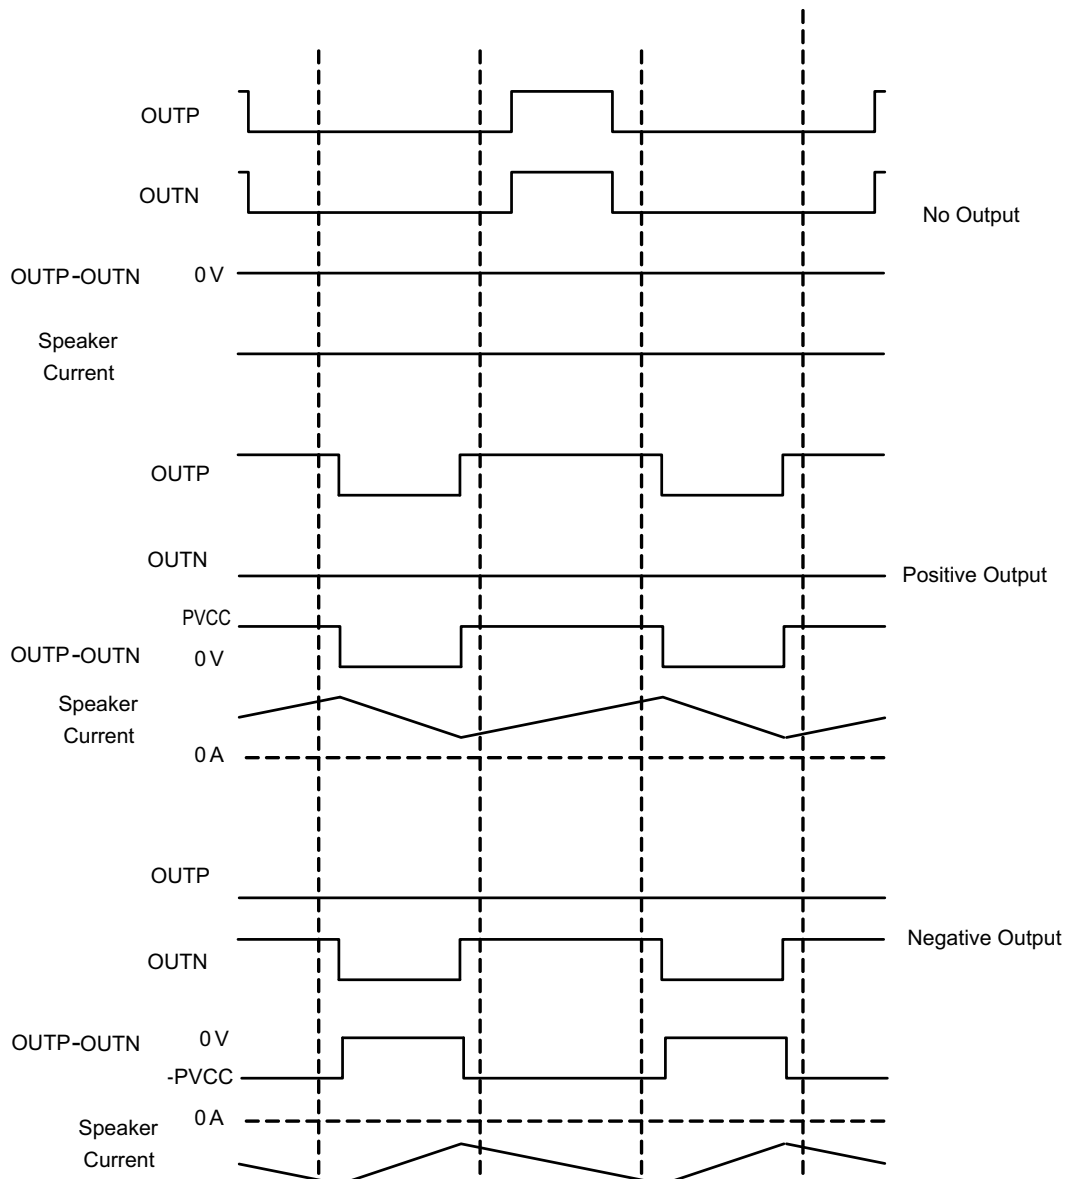 OUTP
OUTN
No Output
OUTP-OUTN 0 V
Speaker
Current
OUTP
OUTN
Positive Output
PVCC
OUTP-OUTN 0 V
Speaker
Current
0 A
OUTP
Negative Output
OUTN
OUTP-OUTN 0 V
-PVCC
0 A
Speaker
Current